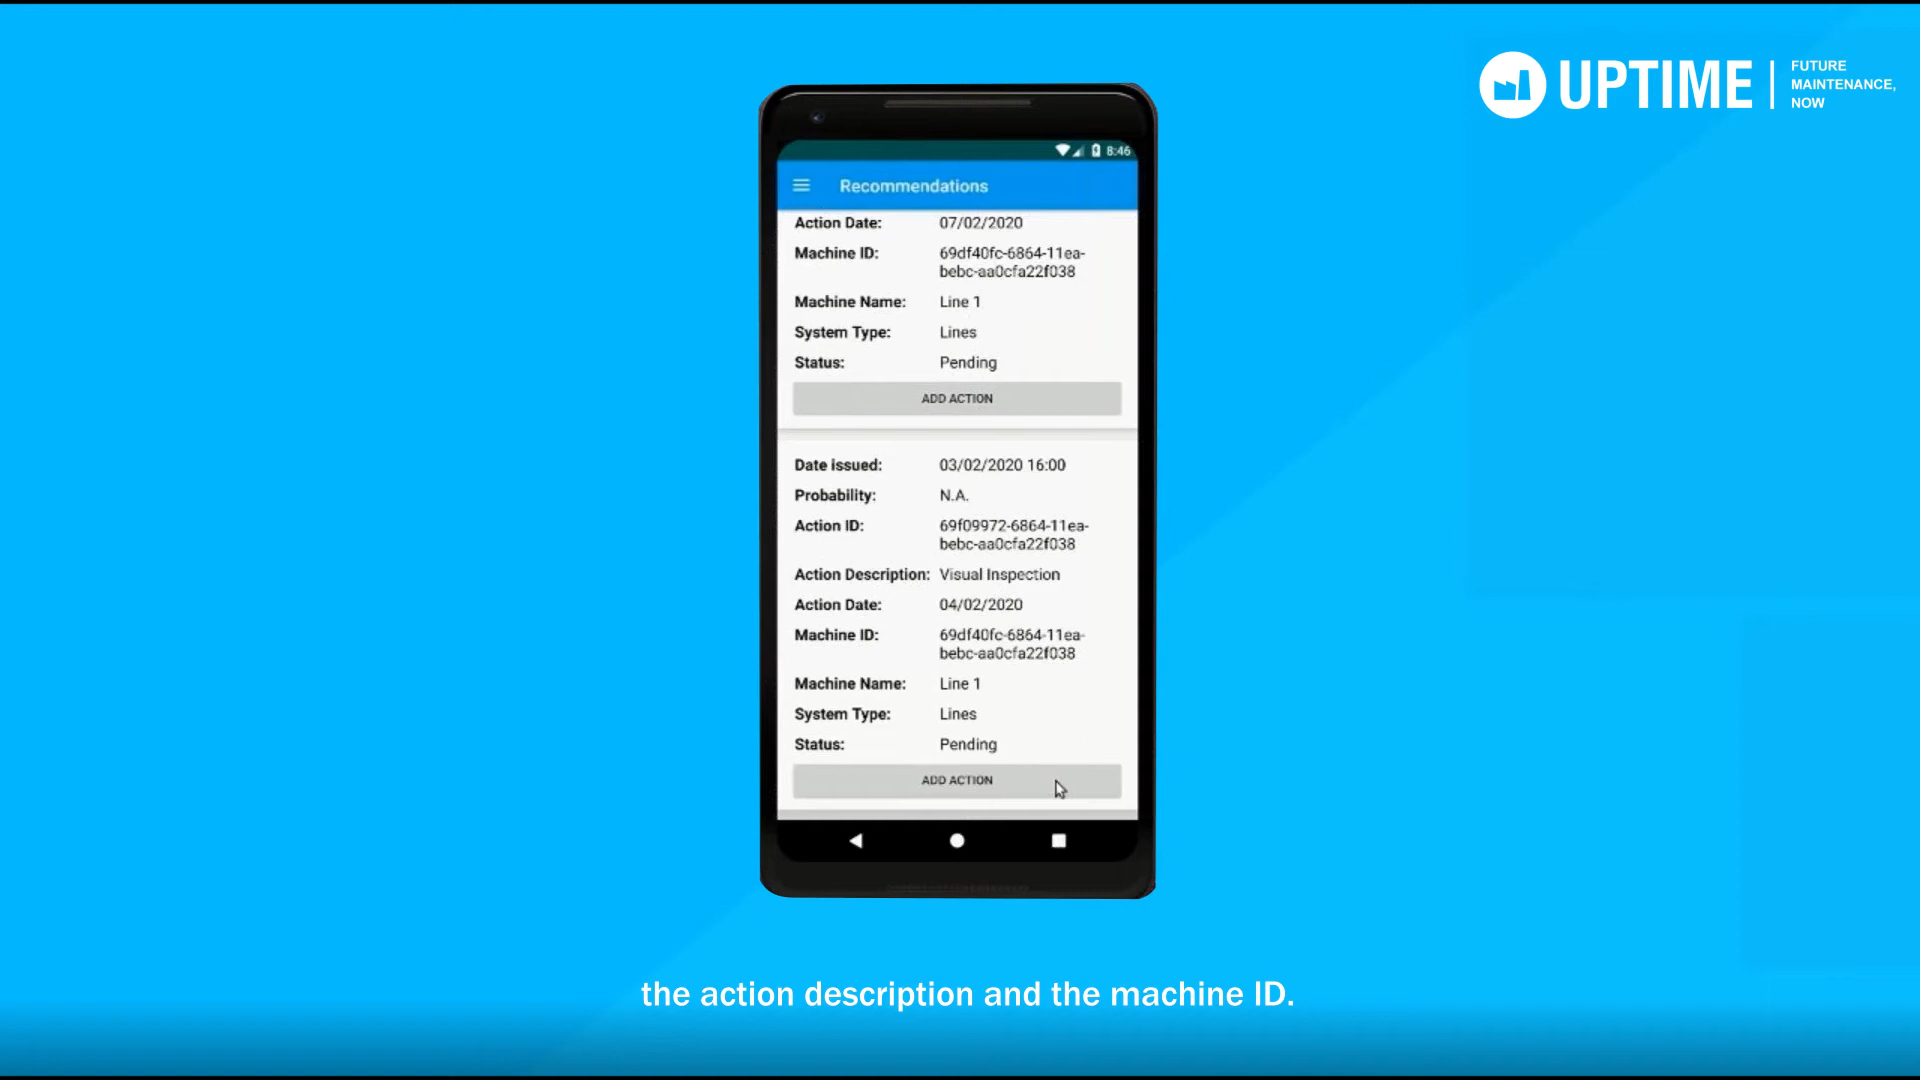 UPTIME
FUTURE
MAINTENANCE,
NOW
8:46
Recommendations
Action Date: 07/02/2020
Machine ID: 69df40fc-6864-11ea-
bebc-aa0cfa22f038
Machine Name: Line 1
System Type: Lines
Status: Pending
ADD ACTION
Date issued: 03/02/2020 16:00
Probability: N.A.
Action ID: 69f09972-6864-11ea-
bebc-aa0cfa22f038
Action Description: Visual Inspection
Action Date: 04/02/2020
Machine ID: 69df40fc-6864-11ea-
bebc-aa0cfa22f038
Machine Name: Line 1
System Type: Lines
Status: Pending
ADD ACTION
the action description and the machine ID.